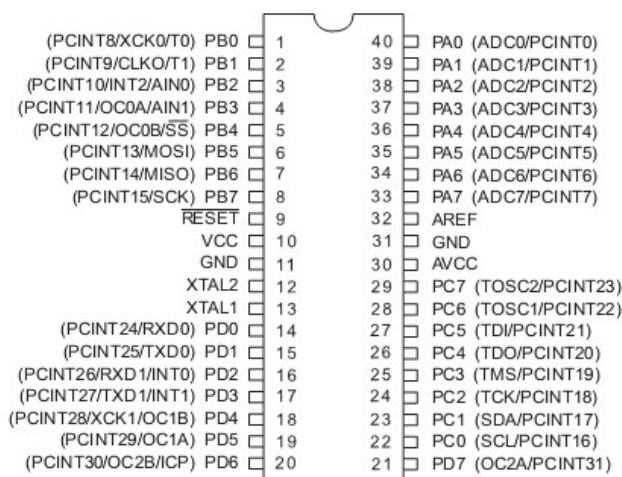 (PCINT8/XCK0/T0) PB0 1 40 PA0 (ADC0/PCINT0)
(PCINT9/CLKO/T1) PB1 2 39 PA1 (ADC1/PCINT1)
(PCINT10/INT2/AIN0) PB2 3 38 PA2 (ADC2/PCINT2)
(PCINT11/OC0A/AIN1) PB3 4 37 PA3 (ADC3/PCINT3)
(PCINT12/OC0B/SS) PB4 5 36 PA4 (ADC4/PCINT4)
(PCINT13/MOSI) PB5 6 35 PA5 (ADC5/PCINT5)
(PCINT14/MISO) PB6 7 34 PA6 (ADC6/PCINT6)
(PCINT15/SCK) PB7 8 33 PA7 (ADC7/PCINT7)
RESET 9 32 AREF
VCC 10 31 GND
GND 11 30 AVCC
XTAL2 12 29 PC7 (TOSC2/PCINT23)
XTAL1 13 28 PC6 (TOSC1/PCINT22)
(PCINT24/RXD0) PD0 14 27 PC5 (TDI/PCINT21)
(PCINT25/TXD0) PD1 15 26 PC4 (TDO/PCINT20)
(PCINT26/RXD1/INT0) PD2 16 25 PC3 (TMS/PCINT19)
(PCINT27/TXD1/INT1) PD3 17 24 PC2 (TCK/PCINT18)
(PCINT28/XCK1/OC1B) PD4 18 23 PC1 (SDA/PCINT17)
(PCINT29/OC1A) PD5 19 22 PC0 (SCL/PCINT16)
(PCINT30/OC2B/ICP) PD6 20 21 PD7 (OC2A/PCINT31)